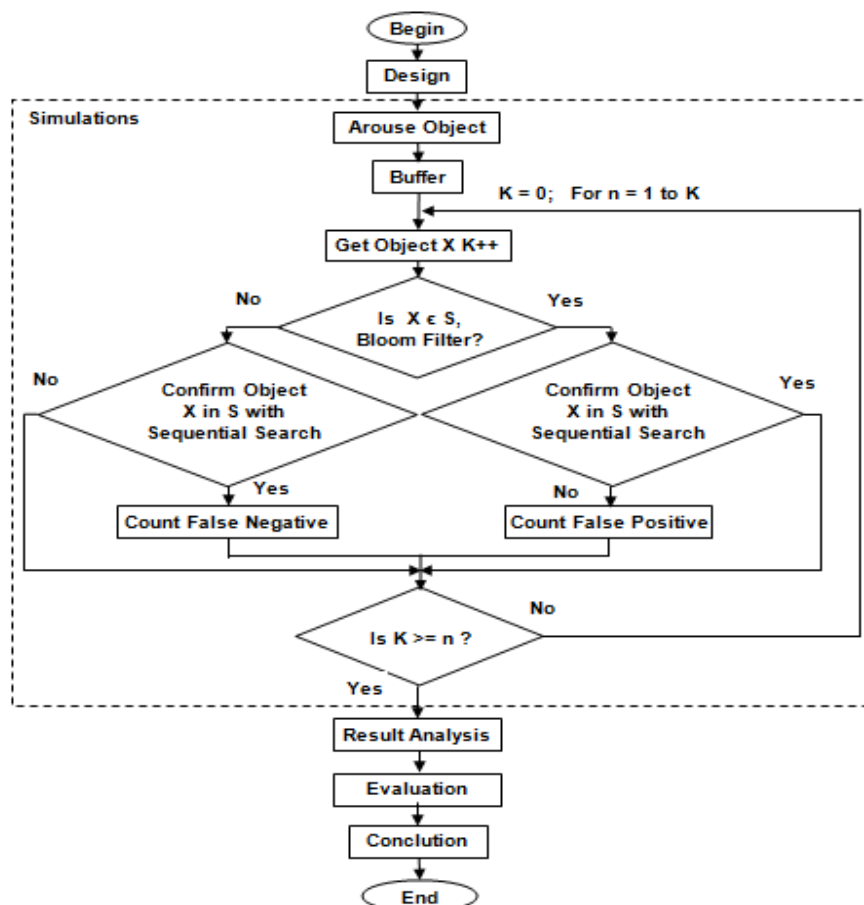 Begin
Design
Simulations
Arouse Object
Buffer
K = 0; For n = 1 to K
Get Object X K++
No
Yes
Is X ϵ S,
Bloom Filter?
No
Confirm Object
X in S with
Sequential Search
Confirm Object
X in S with
Sequential Search
Yes
Yes
No
Count False Negative
Count False Positive
No
Is K >= n ?
Yes
Result Analysis
Evaluation
Conclution
End